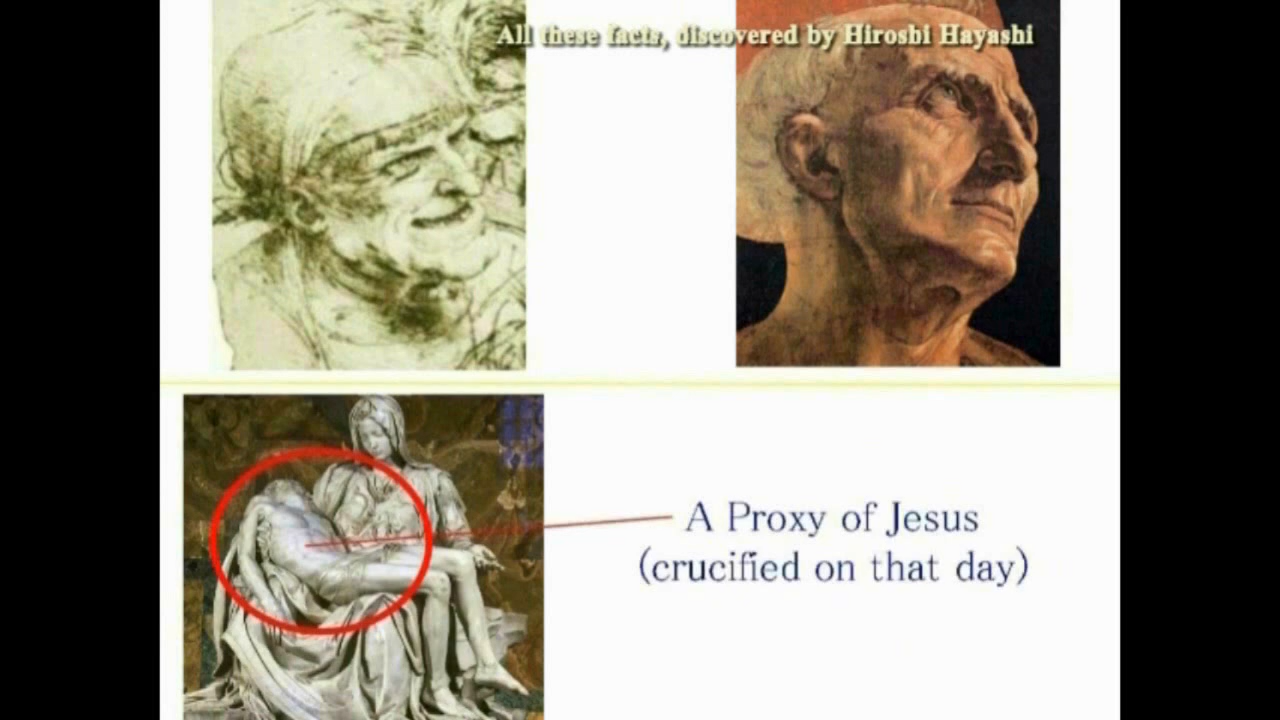 All these facts, discovered by Hiroshi Hayashi
A Proxy of Jesus
(crucified on that day)